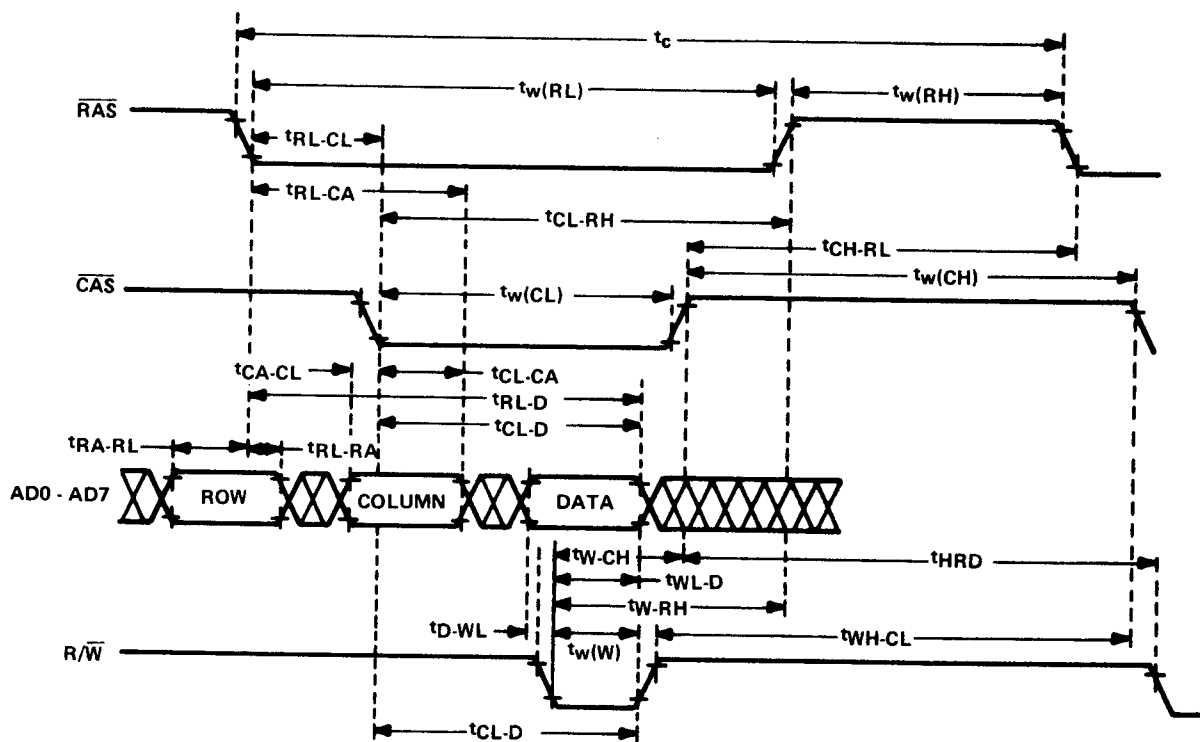 tc
tw(RL)
tw(RH)
RAS
tRL-CL
tRL-CA
tCL-RH
tCH-RL
tw(CH)
CAS
tw(CL)
tCA-CL
tCL-CA
tRL-D
tCL-D
tRA-RL
tRL-RA
AD0 - AD7
ROW
COLUMN
DATA
tW-CH
tHRD
tWL-D
tW-RH
tD-WL
tw(W)
tWH-CL
R/W
tCL-D